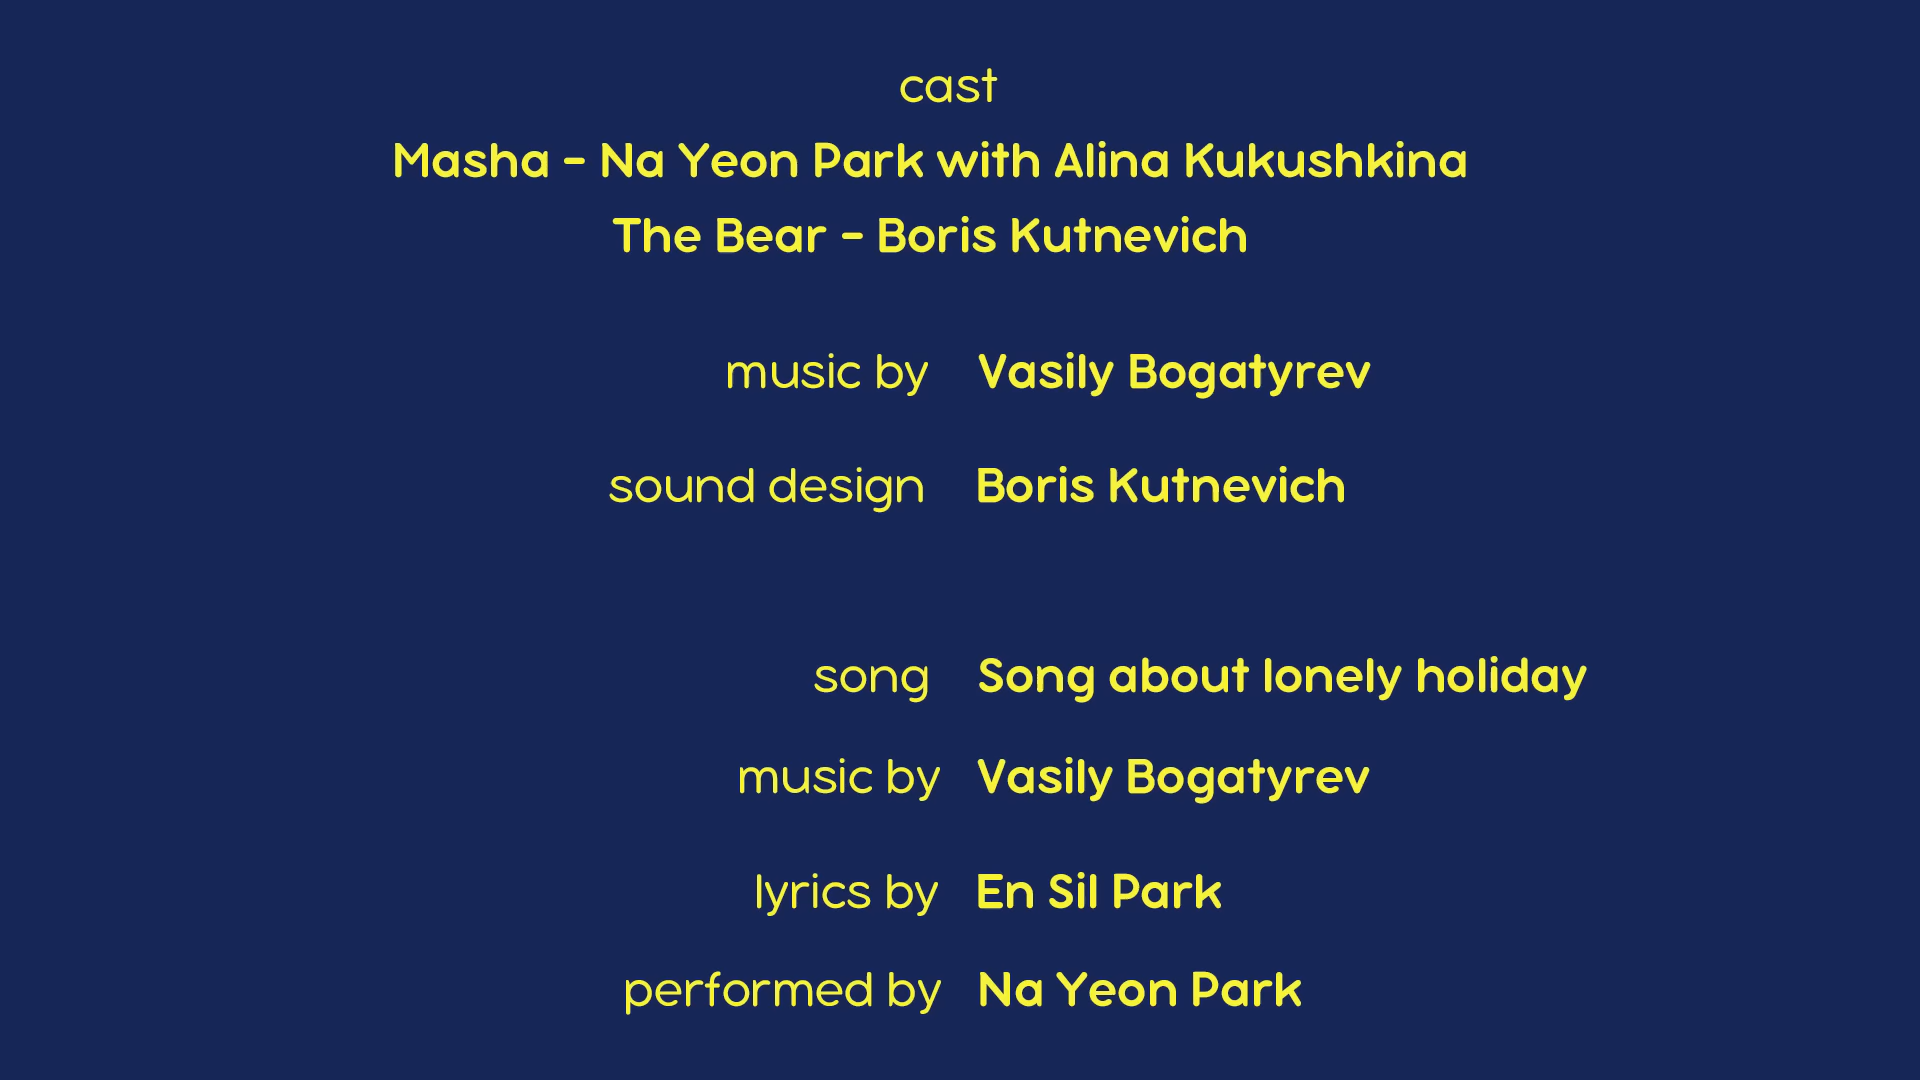 cast
Masha - Na Yeon Park with Alina Kukushkina
The Bear - Boris Kutnevich
music by Vasily Bogatyrev
sound design Boris Kutnevich
song Song about lonely holiday
music by Vasily Bogatyrev
lyrics by En Sil Park
performed by Na Yeon Park